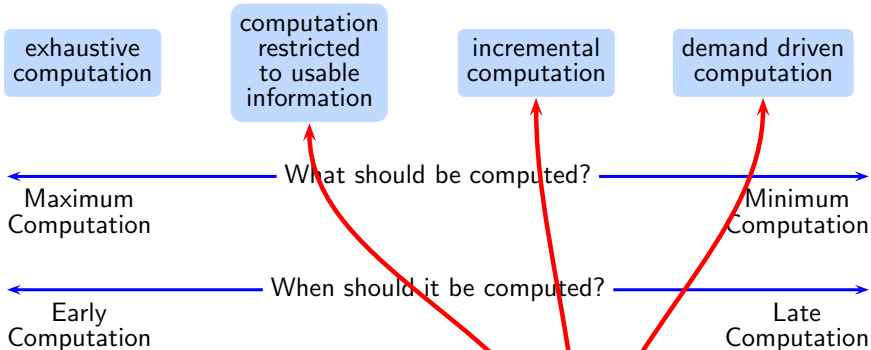 exhaustive
computation
computation
restricted
to usable
information
incremental
computation
demand driven
computation
What should be computed?
Maximum
Computation
Minimum
Computation
When should it be computed?
Early
Computation
Late
Computation